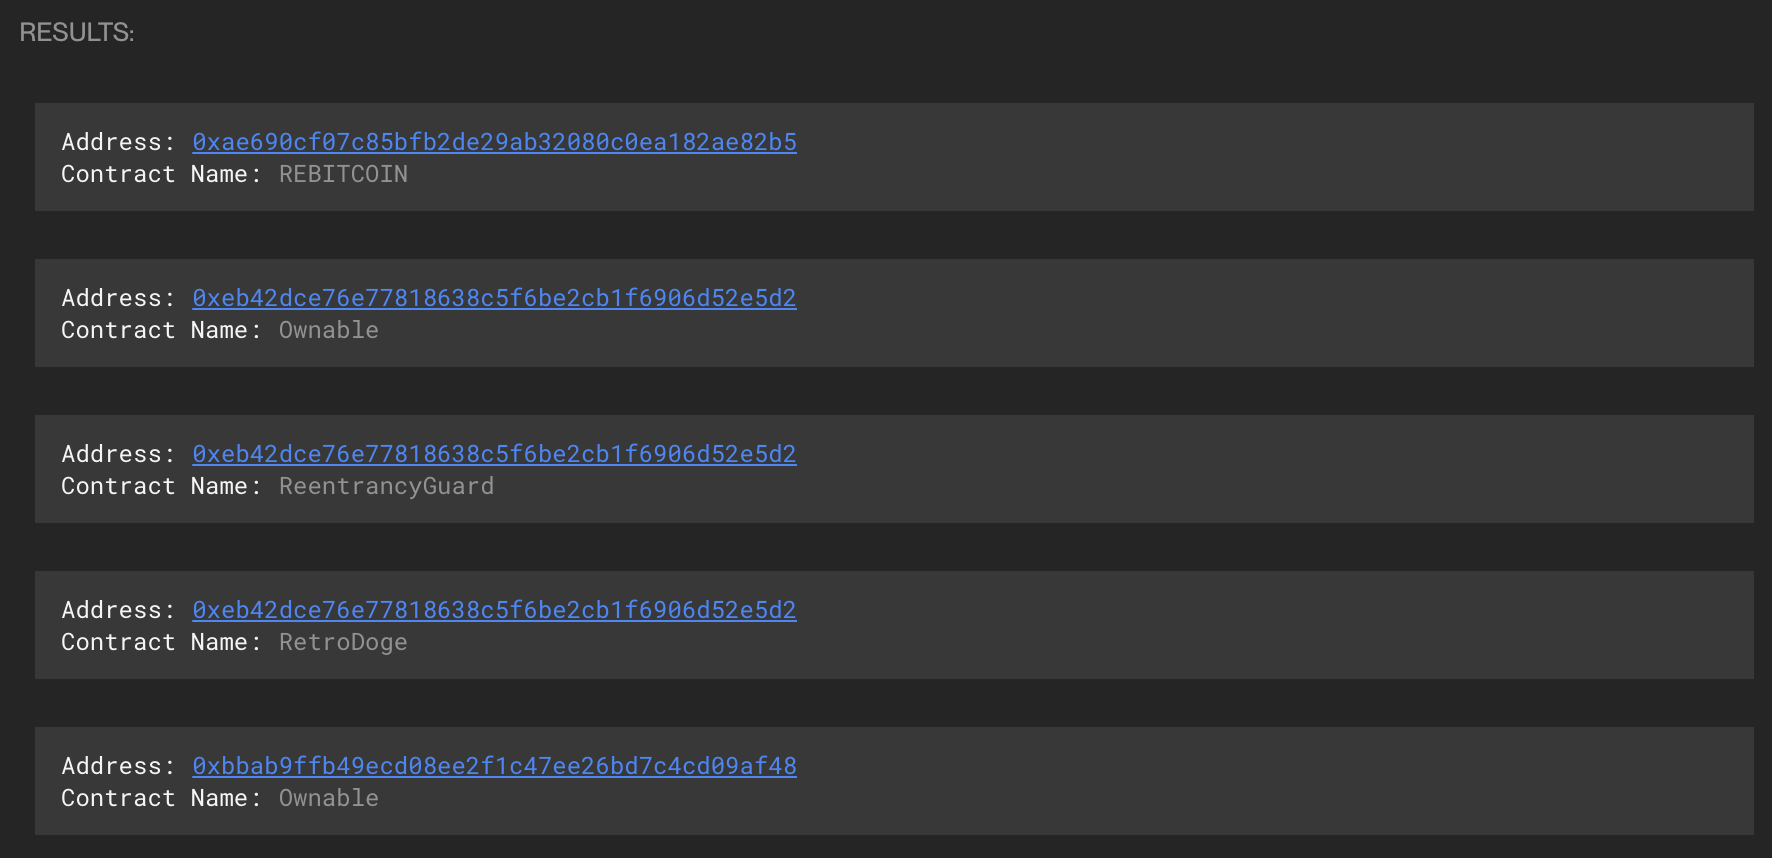 RESULTS:
Address: 0xae690cf07c85bfb2de29ab32080c0ea182ae82b5
Contract Name: REBITCOIN
Address: 0xeb42dce76e77818638c5f6be2cb1f6906d52e5d2
Contract Name: Ownable
Address: 0xeb42dce76e77818638c5f6be2cb1f6906d52e5d2
Contract Name: ReentrancyGuard
Address: 0xeb42dce76e77818638c5f6be2cb1f6906d52e5d2
Contract Name: RetroDoge
Address: 0xbbab9ffb49ecd08ee2f1c47ee26bd7c4cd09af48
Contract Name: Ownable